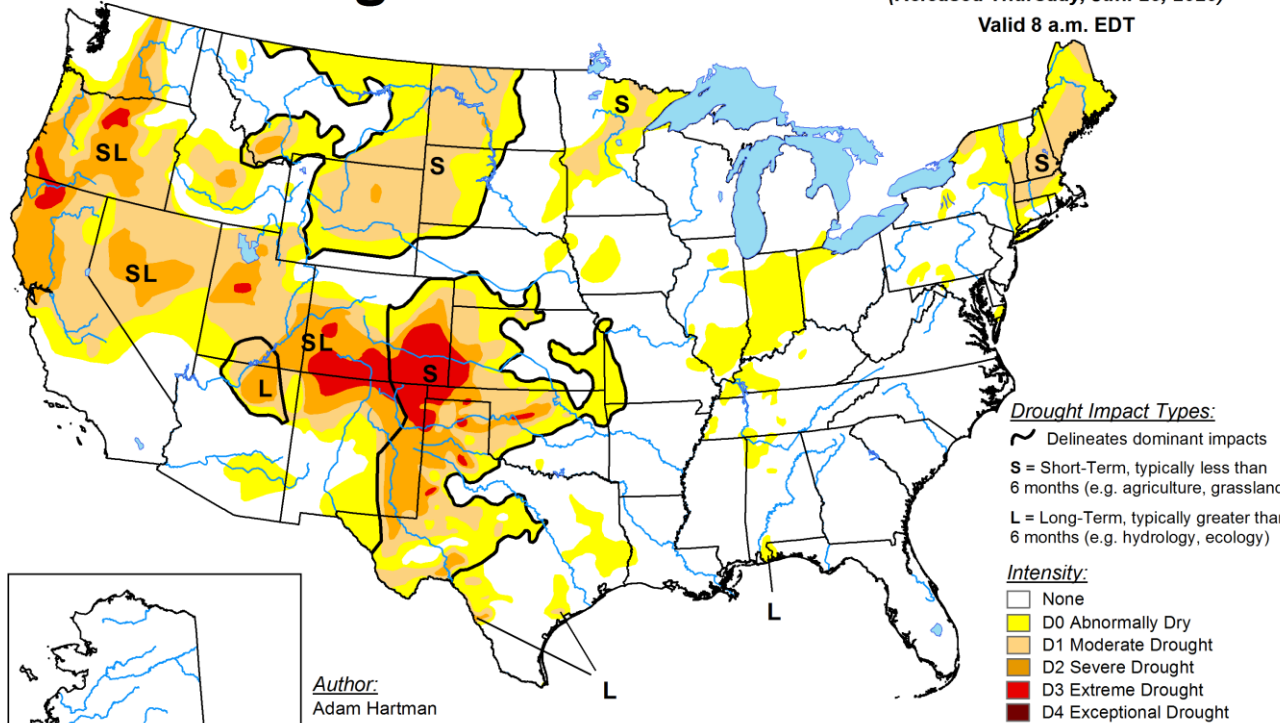 Valid 8 a.m. EDT
S
S
SL
S
SL
SL
S
L
L
L
Drought Impact Types:
Delineates dominant impacts
S = Short-Term, typically less than
6 months (e.g. agriculture, grassland
L = Long-Term, typically greater than
6 months (e.g. hydrology, ecology)
Intensity:
None
D0 Abnormally Dry
D1 Moderate Drought
D2 Severe Drought
D3 Extreme Drought
D4 Exceptional Drought
Author:
Adam Hartman